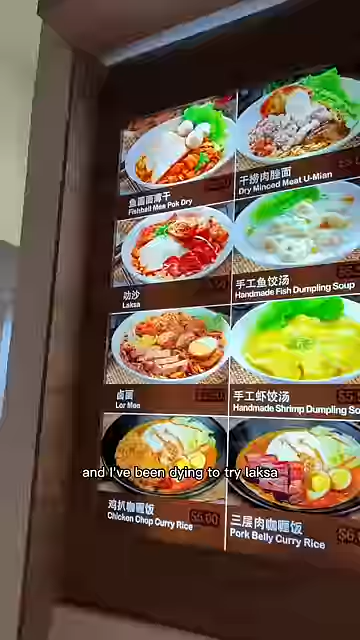 鱼圆面薄干
Fishball Mee Pok Dry
干捞肉脞面
Dry Minced Meat U-Mian
叻沙
Laksa
手工鱼饺汤
Handmade Fish Dumpling Soup
卤面
Lor Mee
手工虾饺汤
Handmade Shrimp Dumpling So
and I've been dying to try laksa
鸡扒咖喱饭
Chicken Chop Curry Rice
$5.00
三层肉咖喱饭
Pork Belly Curry Rice